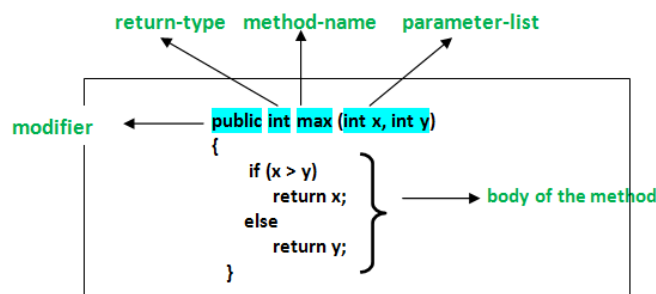 return-type method-name parameter-list
modifier
public int max (int x, int y)
{
if (x > y)
return x;
else
return y;
}
body of the method